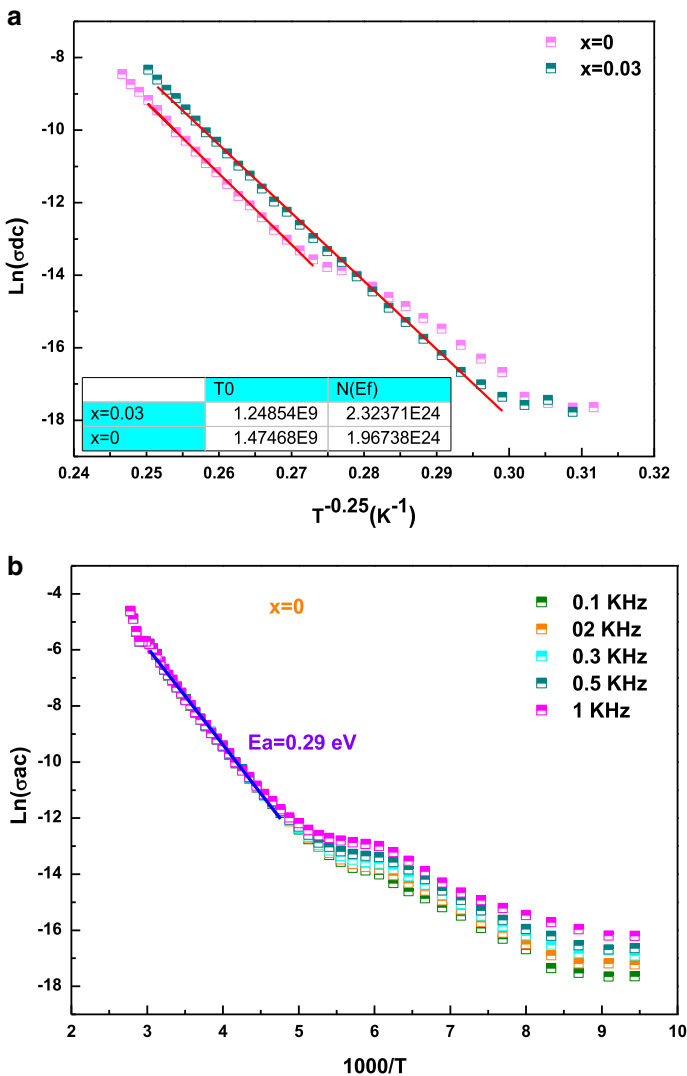 a
-8
-10
-12
-14
-16
-18
Ln(σdc)
x=0
x=0.03
T0 N(Ef)
x=0.03 1.24854E9 2.32371E24
x=0 1.47468E9 1.96738E24
0.24 0.25 0.26 0.27 0.28 0.29 0.30 0.31 0.32
T-0.25(K-1)
b
-4
-6
-8
-10
-12
-14
-16
-18
Ln(σac)
x=0
0.1 KHz
02 KHz
0.3 KHz
0.5 KHz
1 KHz
Ea=0.29 eV
2 3 4 5 6 7 8 9 10
1000/T